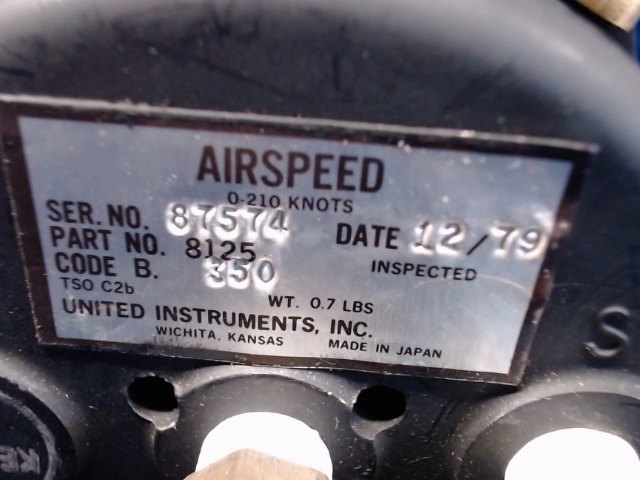 AIRSPEED
0-210 KNOTS
SER. NO. 87574 DATE 12/79
PART NO. 8125 INSPECTED
CODE B. 350
TSO C2b WT. 0.7 LBS
UNITED INSTRUMENTS, INC.
WICHITA, KANSAS MADE IN JAPAN
S